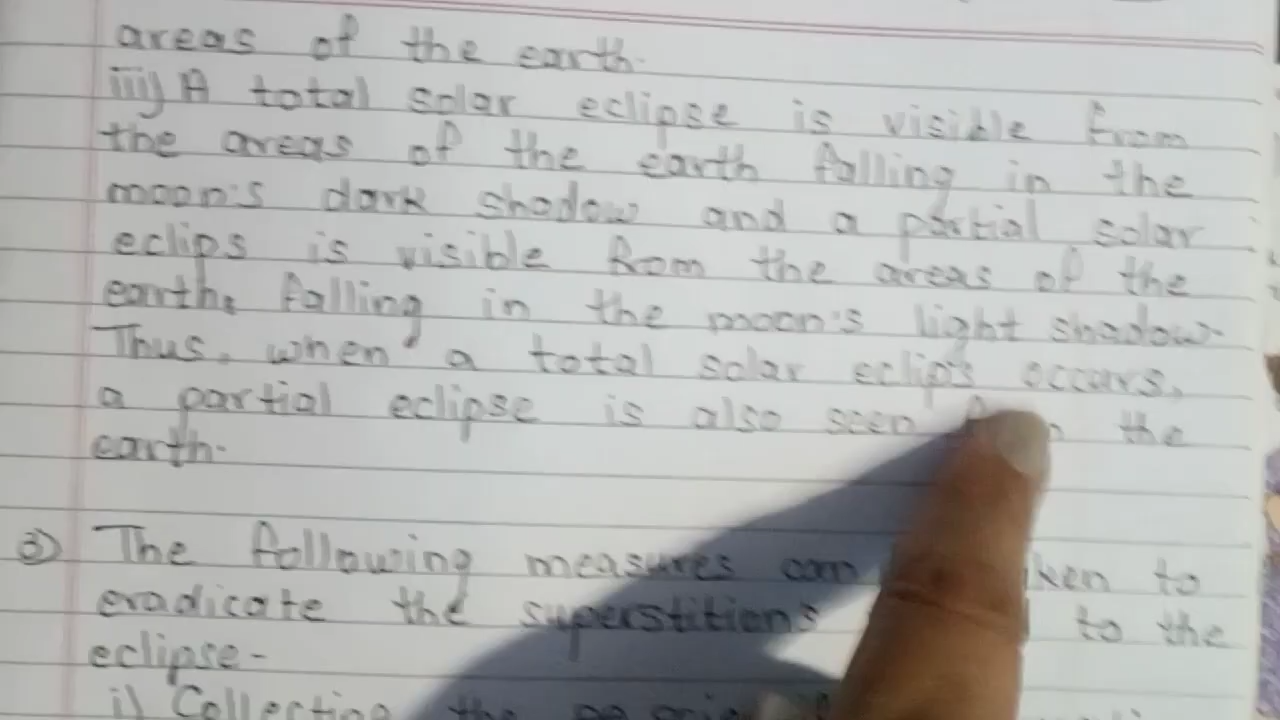 areas of the earth.
iii) A total solar eclipse is visible from
the areas of the earth falling in the
moon's dark shadow and a partial solar
eclips is visible from the areas of the
earth, falling in the moon's light shadow.
Thus, when a total solar eclips occars,
a partial eclipse is also seen the
earth.
3) The following measures can to
eradicate the superstitions to the
eclipse-
i) Collecting the